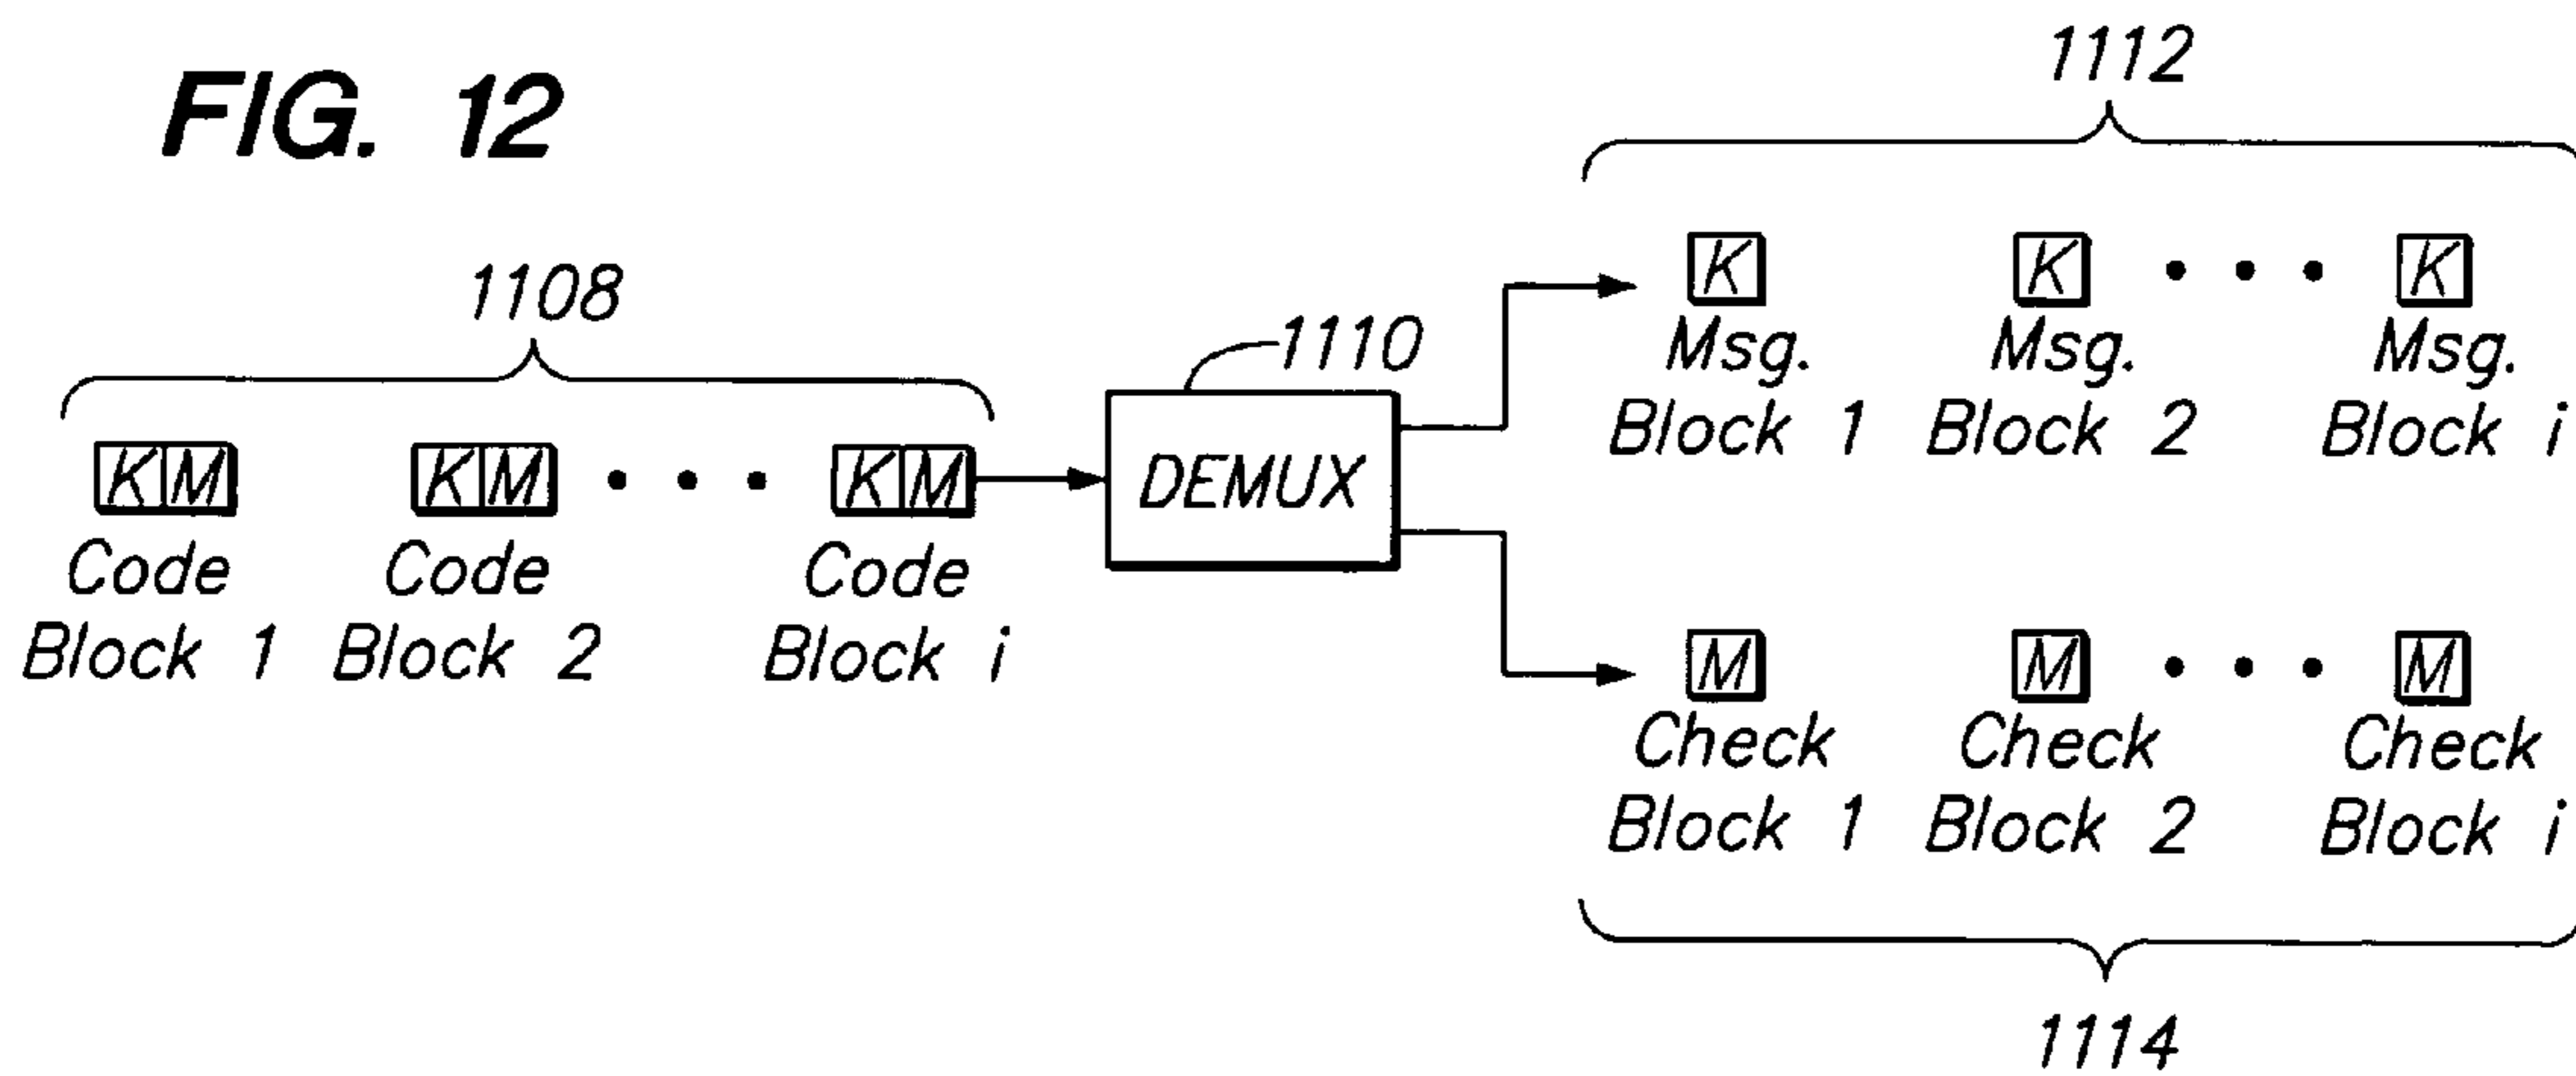 FIG. 12
1108
K M
Code
Block 1
K M
Code
Block 2
K M
Code
Block i
1110
DEMUX
1112
K
Msg.
Block 1
K
Msg.
Block 2
K
Msg.
Block i
M
Check
Block 1
M
Check
Block 2
M
Check
Block i
1114